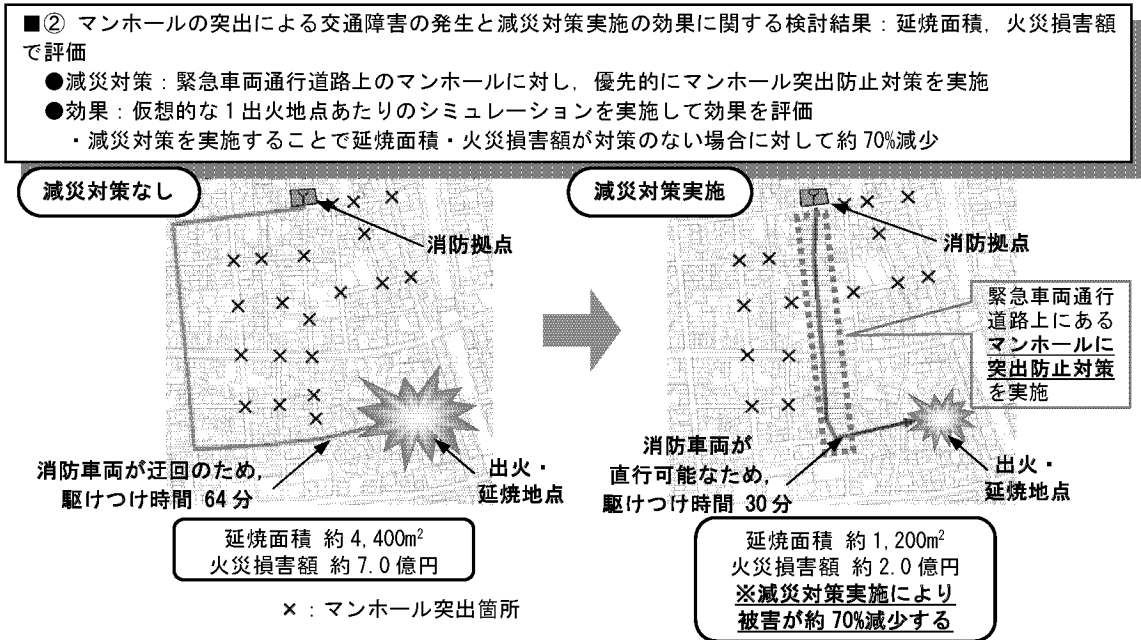 ■② マンホールの突出による交通障害の発生と減災対策実施の効果に関する検討結果：延焼面積，火災損害額
で評価
●減災対策：緊急車両通行道路上のマンホールに対し，優先的にマンホール突出防止対策を実施
●効果：仮想的な１出火地点あたりのシミュレーションを実施して効果を評価
・減災対策を実施することで延焼面積・火災損害額が対策のない場合に対して約70%減少
減災対策なし
消防拠点
消防車両が迂回のため，
駆けつけ時間 64分
出火・
延焼地点
延焼面積 約4,400m²
火災損害額 約7.0億円
×：マンホール突出箇所
減災対策実施
消防拠点
緊急車両通行
道路上にある
マンホールに
突出防止対策
を実施
消防車両が
直行可能なため，
駆けつけ時間 30分
出火・
延焼地点
延焼面積 約1,200m²
火災損害額 約2.0億円
※減災対策実施により
被害が約70%減少する